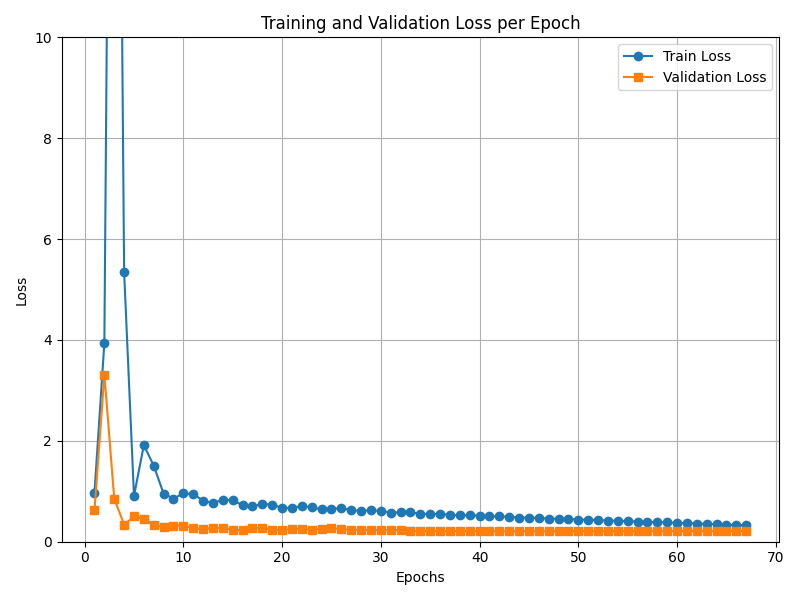 Training and Validation Loss per Epoch
10
8
6
4
2
0
Loss
Train Loss
Validation Loss
0 10 20 30 40 50 60 70
Epochs